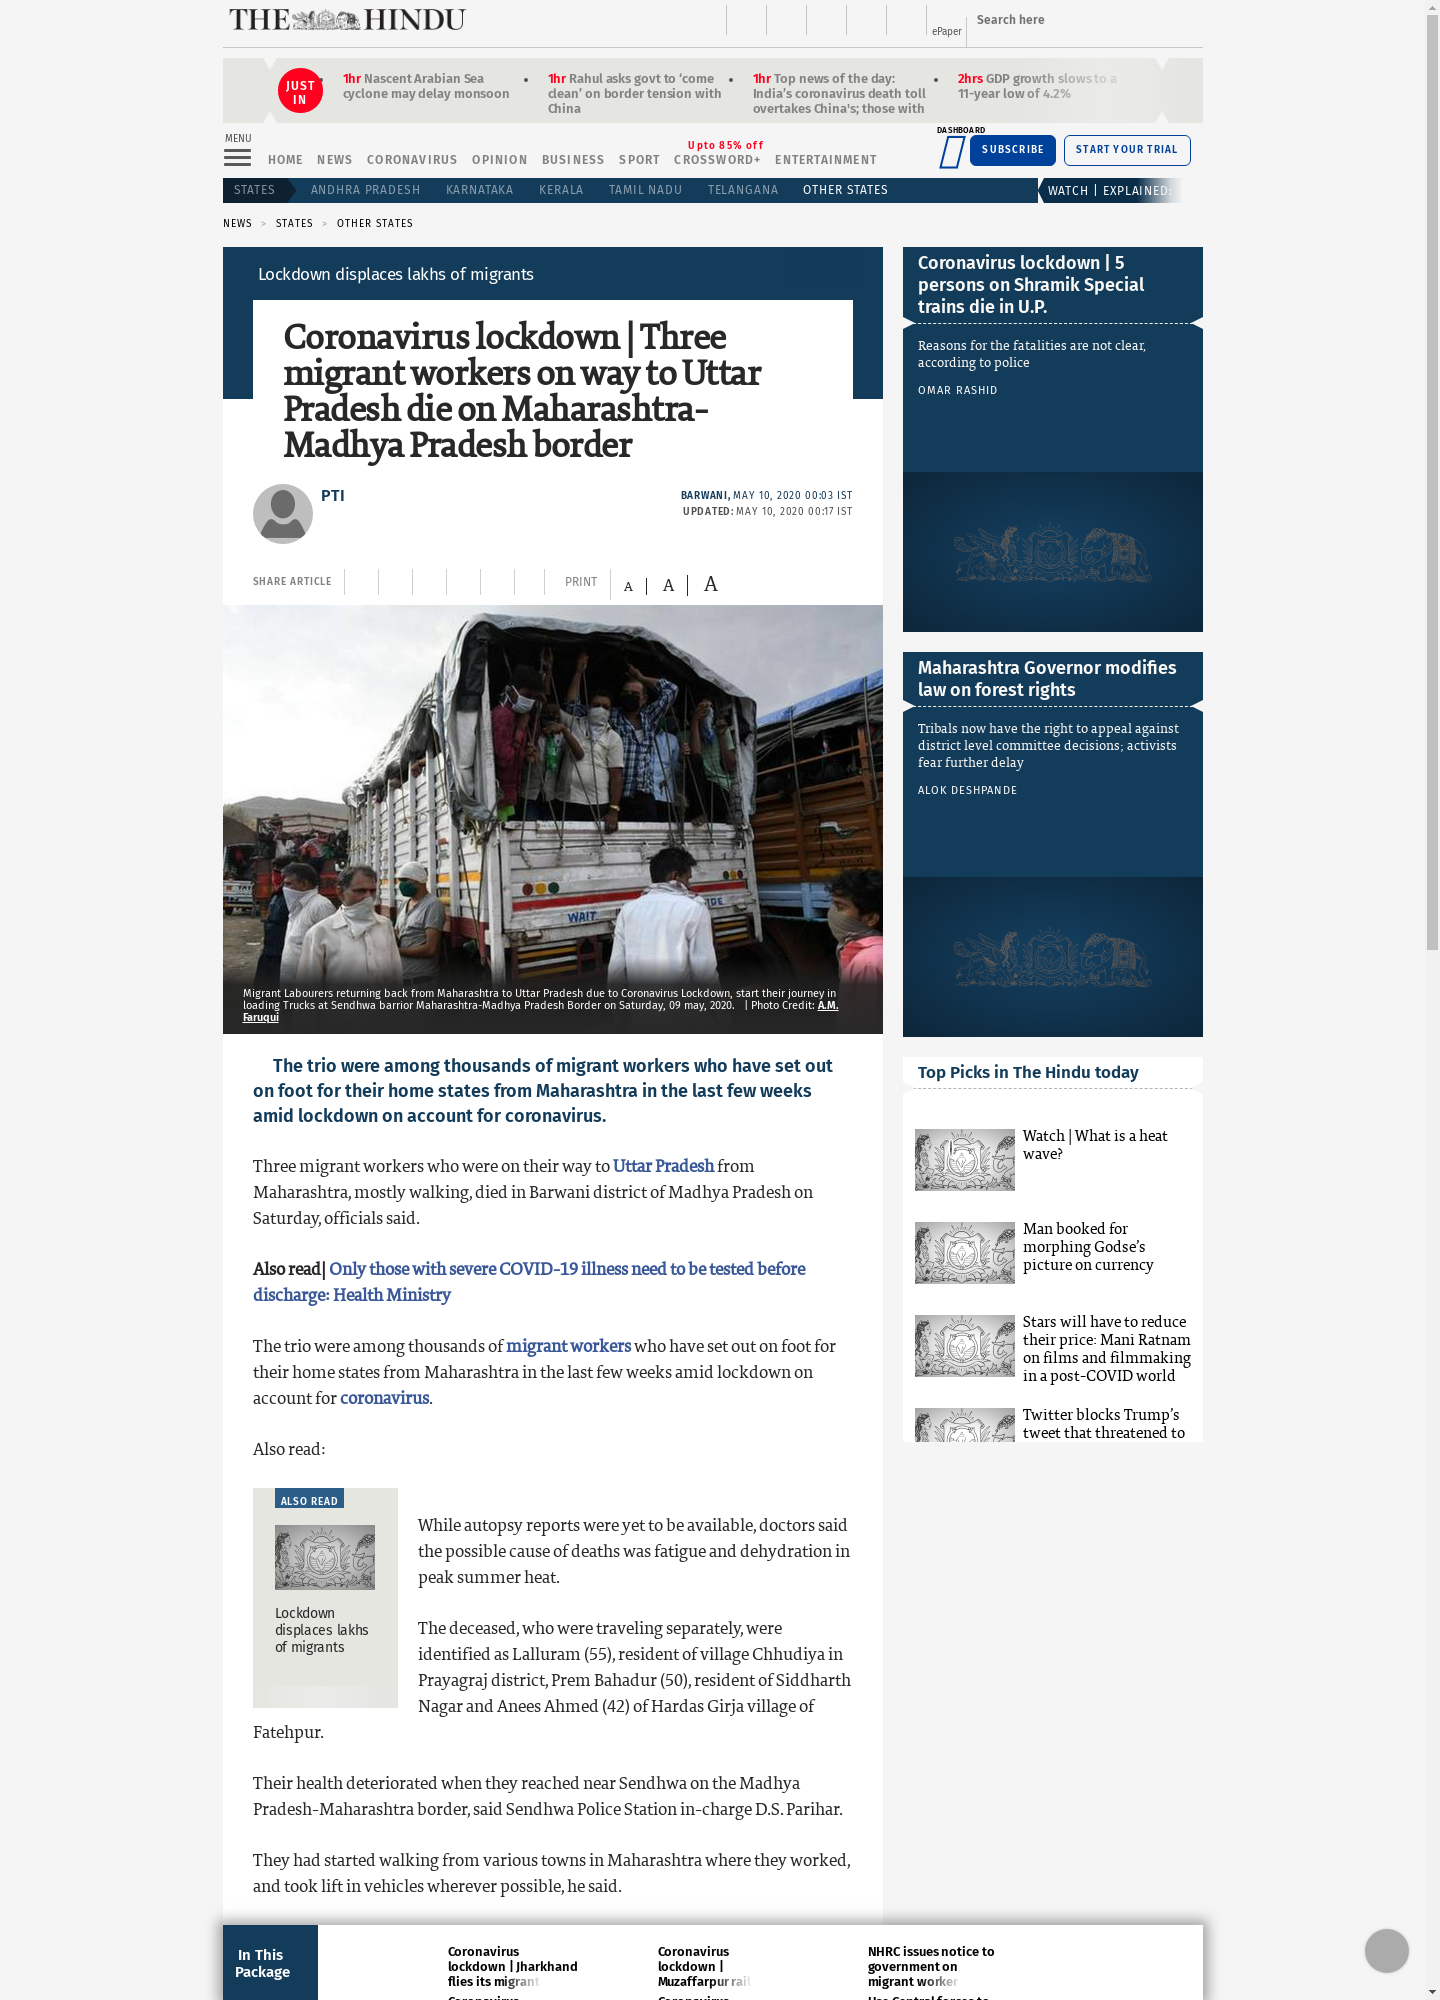 THE HINDU
ePaper
Search here
JUST IN
1hr Nascent Arabian Sea
cyclone may delay monsoon
1hr Rahul asks govt to ‘come
clean’ on border tension with
China
1hr Top news of the day:
India’s coronavirus death toll
overtakes China's; those with
2hrs GDP growth slows to a
11-year low of 4.2%
MENU
HOME NEWS CORONAVIRUS OPINION BUSINESS SPORT CROSSWORD+ ENTERTAINMENT
Upto 85% off
DASHBOARD
SUBSCRIBE
START YOUR TRIAL
STATES ANDHRA PRADESH KARNATAKA KERALA TAMIL NADU TELANGANA OTHER STATES
WATCH | EXPLAINED:
NEWS > STATES > OTHER STATES
Lockdown displaces lakhs of migrants
Coronavirus lockdown | Three
migrant workers on way to Uttar
Pradesh die on Maharashtra-
Madhya Pradesh border
PTI
BARWANI, MAY 10, 2020 00:03 IST
UPDATED: MAY 10, 2020 00:17 IST
SHARE ARTICLE
PRINT
A | A | A
WAIT
SIDE
Migrant Labourers returning back from Maharashtra to Uttar Pradesh due to Coronavirus Lockdown, start their journey in
loading Trucks at Sendhwa barrior Maharashtra-Madhya Pradesh Border on Saturday, 09 may, 2020. | Photo Credit: A.M.
Faruqui
The trio were among thousands of migrant workers who have set out
on foot for their home states from Maharashtra in the last few weeks
amid lockdown on account for coronavirus.
Three migrant workers who were on their way to Uttar Pradesh from
Maharashtra, mostly walking, died in Barwani district of Madhya Pradesh on
Saturday, officials said.
Also read| Only those with severe COVID-19 illness need to be tested before
discharge: Health Ministry
The trio were among thousands of migrant workers who have set out on foot for
their home states from Maharashtra in the last few weeks amid lockdown on
account for coronavirus.
Also read:
ALSO READ
Lockdown
displaces lakhs
of migrants
While autopsy reports were yet to be available, doctors said
the possible cause of deaths was fatigue and dehydration in
peak summer heat.
The deceased, who were traveling separately, were
identified as Lalluram (55), resident of village Chhudiya in
Prayagraj district, Prem Bahadur (50), resident of Siddharth
Nagar and Anees Ahmed (42) of Hardas Girja village of
Fatehpur.
Their health deteriorated when they reached near Sendhwa on the Madhya
Pradesh-Maharashtra border, said Sendhwa Police Station in-charge D.S. Parihar.
They had started walking from various towns in Maharashtra where they worked,
and took lift in vehicles wherever possible, he said.
Coronavirus lockdown | 5
persons on Shramik Special
trains die in U.P.
Reasons for the fatalities are not clear,
according to police
OMAR RASHID
Maharashtra Governor modifies
law on forest rights
Tribals now have the right to appeal against
district level committee decisions; activists
fear further delay
ALOK DESHPANDE
Top Picks in The Hindu today
Watch | What is a heat
wave?
Man booked for
morphing Godse’s
picture on currency
Stars will have to reduce
their price: Mani Ratnam
on films and filmmaking
in a post-COVID world
Twitter blocks Trump’s
tweet that threatened to
In This
Package
Coronavirus
lockdown | Jharkhand
flies its migrant
Coronavirus
lockdown |
Muzaffarpur rail
NHRC issues notice to
government on
migrant worker